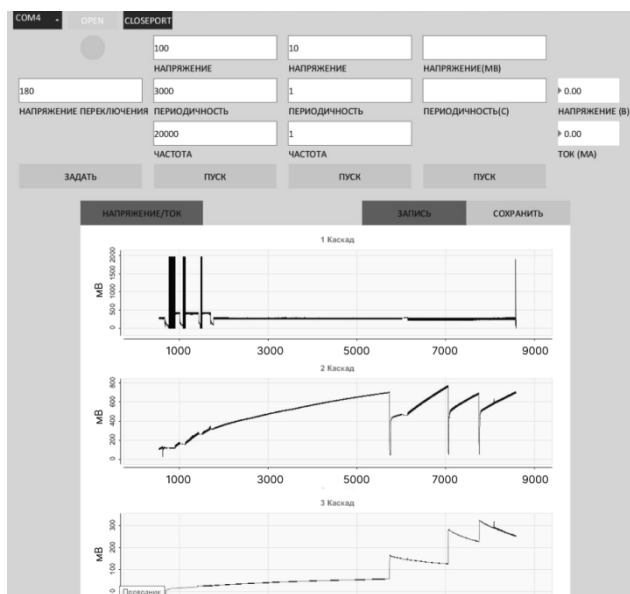 COM4 OPEN CLOSEPORT
100 10
НАПРЯЖЕНИЕ НАПРЯЖЕНИЕ НАПРЯЖЕНИЕ(МВ)
180 3000 1 0.00
НАПРЯЖЕНИЕ ПЕРЕКЛЮЧЕНИЯ ПЕРИОДИЧНОСТЬ ПЕРИОДИЧНОСТЬ ПЕРИОДИЧНОСТЬ(С) НАПРЯЖЕНИЕ (В)
20000 1 0.00
ЧАСТОТА ЧАСТОТА ТОК (МА)
ЗАДАТЬ ПУСК ПУСК ПУСК
НАПРЯЖЕНИЕ/ТОК ЗАПИСЬ СОХРАНИТЬ
1 Каскад
2000
1500
1000
500
0
мВ
1000 3000 5000 7000 9000
2 Каскад
800
600
400
200
0
мВ
1000 3000 5000 7000 9000
3 Каскад
300
200
100
0
мВ
Проводник